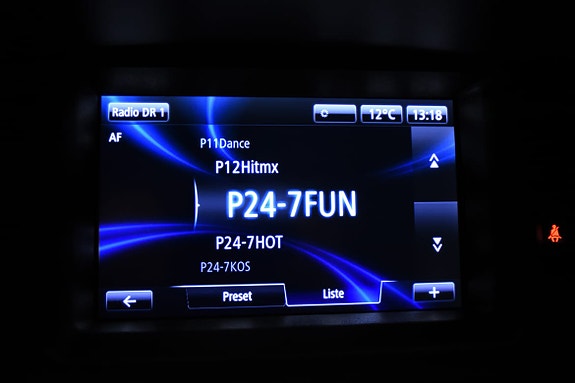 Radio DR 1
12°C
13:18
AF
P11Dance
P12Hitmx
P24-7FUN
P24-7HOT
P24-7KOS
Preset
Liste